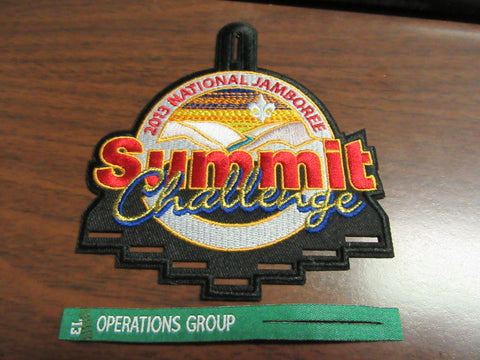 2013 NATIONAL JAMBOREE
Summit
Challenge
13 OPERATIONS GROUP